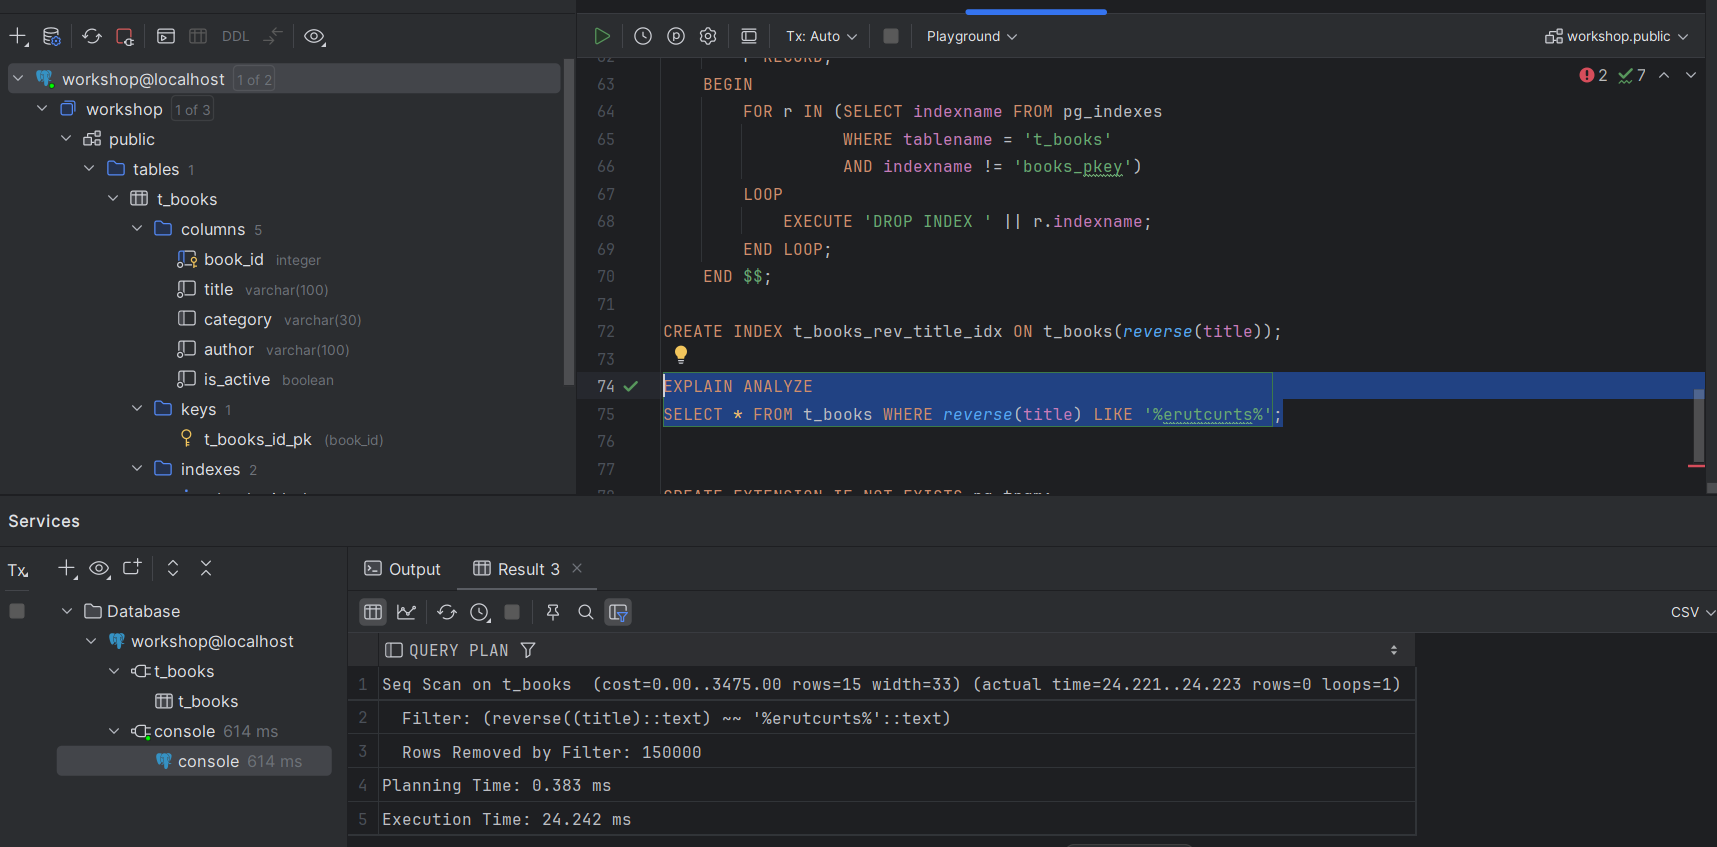 DDL
Tx: Auto
Playground
workshop.public
workshop@localhost 1 of 2
workshop 1 of 3
public
tables 1
t_books
columns 5
book_id integer
title varchar(100)
category varchar(30)
author varchar(100)
is_active boolean
keys 1
t_books_id_pk (book_id)
indexes 2
2 7
62 r RECORD;
63 BEGIN
64 FOR r IN (SELECT indexname FROM pg_indexes
65 WHERE tablename = 't_books'
66 AND indexname != 'books_pkey')
67 LOOP
68 EXECUTE 'DROP INDEX ' || r.indexname;
69 END LOOP;
70 END $$;
71
72 CREATE INDEX t_books_rev_title_idx ON t_books(reverse(title));
73
74 EXPLAIN ANALYZE
75 SELECT * FROM t_books WHERE reverse(title) LIKE '%erutcurts%';
76
77
CREATE EXTENSION IF NOT EXISTS pg_trgm;
Services
Tx
Database
workshop@localhost
t_books
t_books
console 614 ms
console 614 ms
Output
Result 3
CSV
QUERY PLAN
1 Seq Scan on t_books (cost=0.00..3475.00 rows=15 width=33) (actual time=24.221..24.223 rows=0 loops=1)
2 Filter: (reverse((title)::text) ~~ '%erutcurts%'::text)
3 Rows Removed by Filter: 150000
4 Planning Time: 0.383 ms
5 Execution Time: 24.242 ms